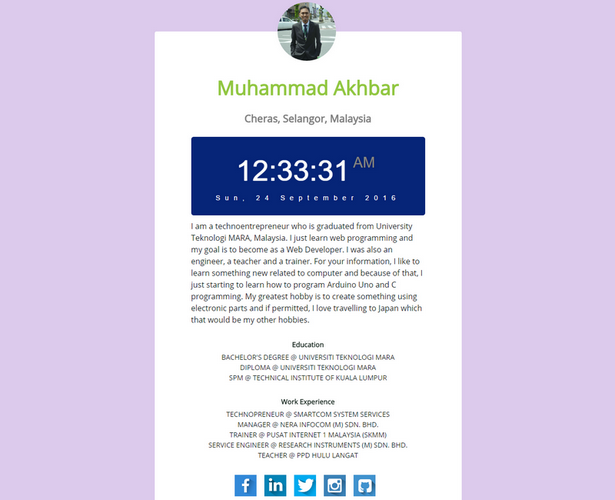 Muhammad Akhbar
Cheras, Selangor, Malaysia
12:33:31 AM
Sun, 24 September 2016
I am a technoentrepreneur who is graduated from University
Teknologi MARA, Malaysia. I just learn web programming and
my goal is to become as a Web Developer. I was also an
engineer, a teacher and a trainer. For your information, I like to
learn something new related to computer and because of that, I
just starting to learn how to program Arduino Uno and C
programming. My greatest hobby is to create something using
electronic parts and if permitted, I love travelling to Japan which
that would be my other hobbies.
Education
BACHELOR'S DEGREE @ UNIVERSITI TEKNOLOGI MARA
DIPLOMA @ UNIVERSITI TEKNOLOGI MARA
SPM @ TECHNICAL INSTITUTE OF KUALA LUMPUR
Work Experience
TECHNOPRENEUR @ SMARTCOM SYSTEM SERVICES
MANAGER @ NERA INFOCOM (M) SDN. BHD.
TRAINER @ PUSAT INTERNET 1 MALAYSIA (SKMM)
SERVICE ENGINEER @ RESEARCH INSTRUMENTS (M) SDN. BHD.
TEACHER @ PPD HULU LANGAT